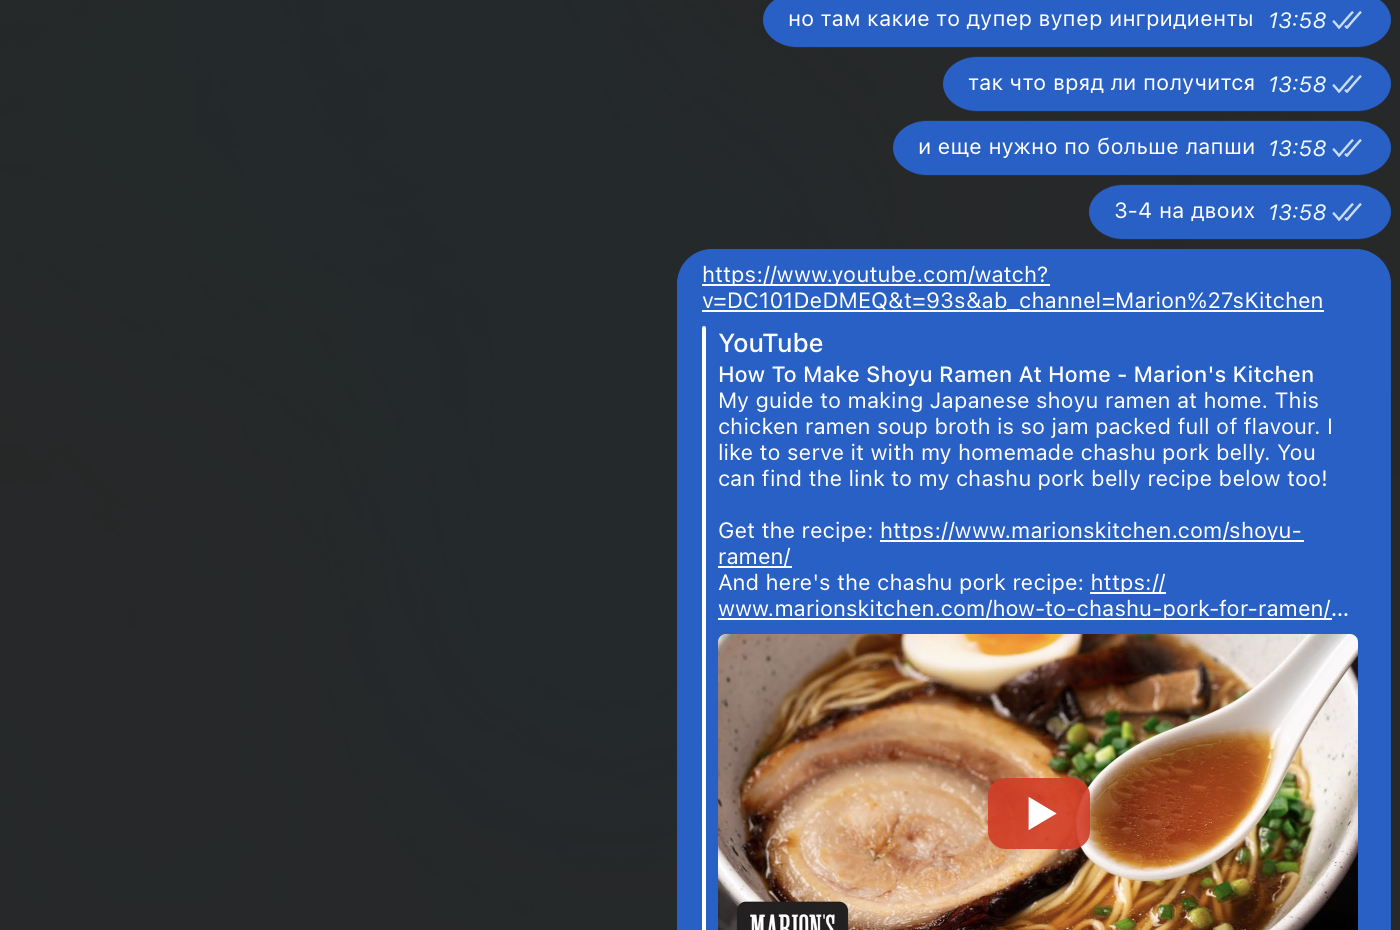 но там какие то дупер вупер ингридиенты 13:58
так что вряд ли получится 13:58
и еще нужно по больше лапши 13:58
3-4 на двоих 13:58
https://www.youtube.com/watch?
v=DC101DeDMEQ&t=93s&ab_channel=Marion%27sKitchen
YouTube
How To Make Shoyu Ramen At Home - Marion's Kitchen
My guide to making Japanese shoyu ramen at home. This
chicken ramen soup broth is so jam packed full of flavour. I
like to serve it with my homemade chashu pork belly. You
can find the link to my chashu pork belly recipe below too!
Get the recipe: https://www.marionskitchen.com/shoyu-
ramen/
And here's the chashu pork recipe: https://
www.marionskitchen.com/how-to-chashu-pork-for-ramen/...
MARION'S